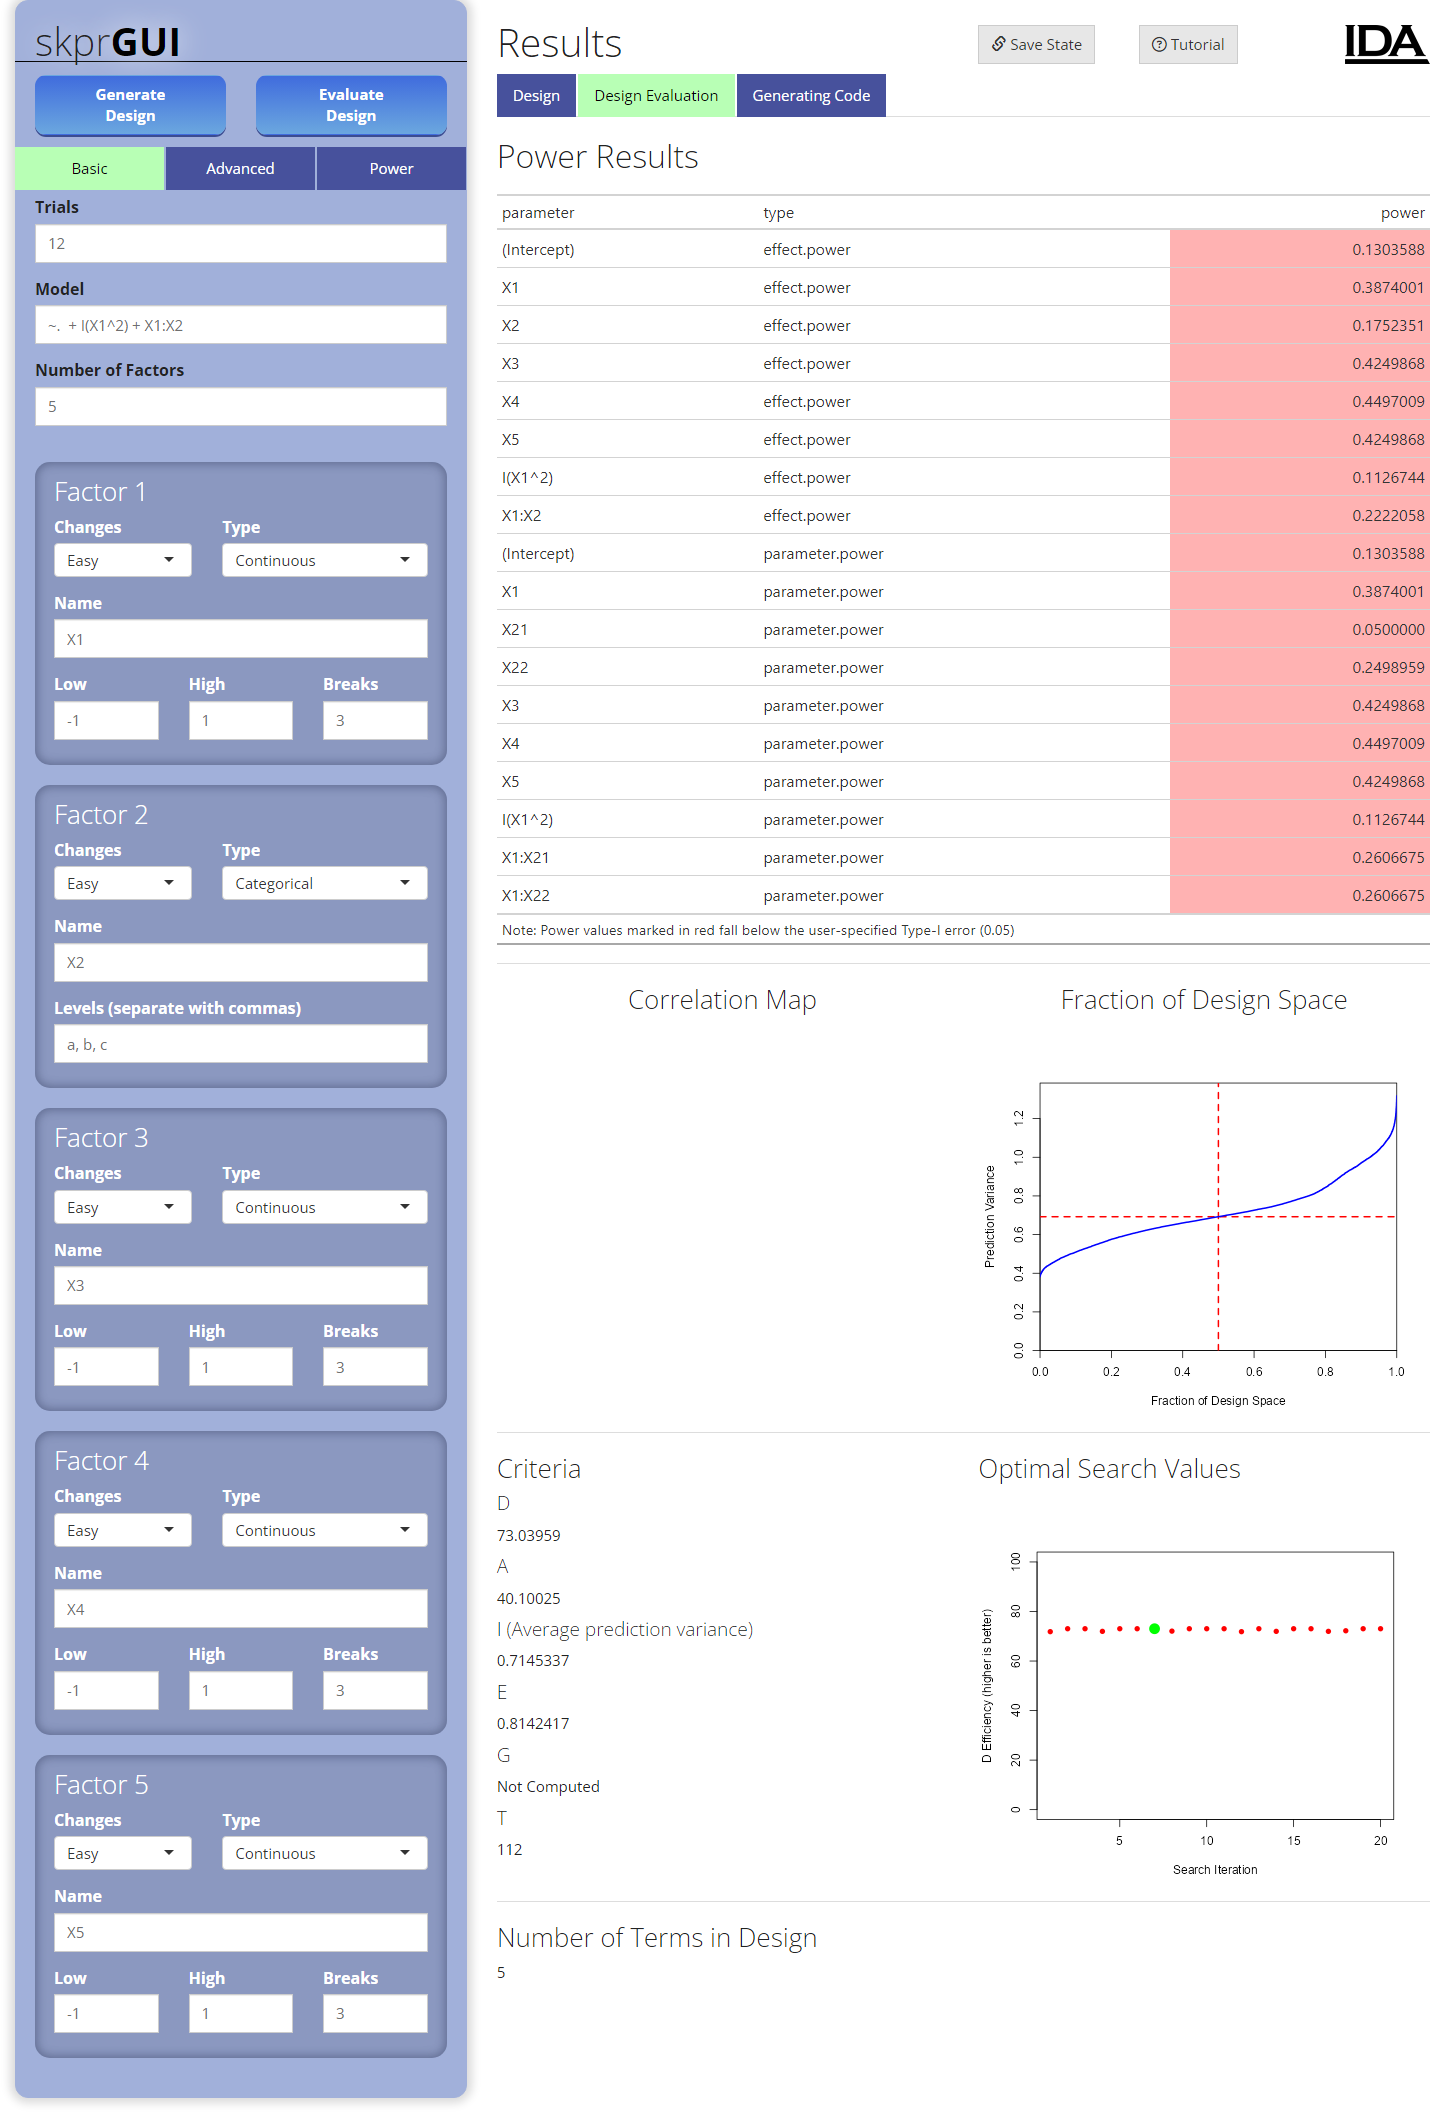 skprGUI
Generate
Design
Evaluate
Design
Basic Advanced Power
Trials
12
Model
~.  + I(X1^2) + X1:X2
Number of Factors
5
Factor 1
Changes Type
Easy Continuous
Name
X1
Low High Breaks
-1 1 3
Factor 2
Changes Type
Easy Categorical
Name
X2
Levels (separate with commas)
a, b, c
Factor 3
Changes Type
Easy Continuous
Name
X3
Low High Breaks
-1 1 3
Factor 4
Changes Type
Easy Continuous
Name
X4
Low High Breaks
-1 1 3
Factor 5
Changes Type
Easy Continuous
Name
X5
Low High Breaks
-1 1 3
Results
Save State
Tutorial
IDA
Design Design Evaluation Generating Code
Power Results
parameter type power
(Intercept) effect.power 0.1303588
X1 effect.power 0.3874001
X2 effect.power 0.1752351
X3 effect.power 0.4249868
X4 effect.power 0.4497009
X5 effect.power 0.4249868
I(X1^2) effect.power 0.1126744
X1:X2 effect.power 0.2222058
(Intercept) parameter.power 0.1303588
X1 parameter.power 0.3874001
X21 parameter.power 0.0500000
X22 parameter.power 0.2498959
X3 parameter.power 0.4249868
X4 parameter.power 0.4497009
X5 parameter.power 0.4249868
I(X1^2) parameter.power 0.1126744
X1:X21 parameter.power 0.2606675
X1:X22 parameter.power 0.2606675
Note: Power values marked in red fall below the user-specified Type-I error (0.05)
Correlation Map
Fraction of Design Space
Prediction Variance
1.2
1.0
0.8
0.6
0.4
0.2
0.0
0.0 0.2 0.4 0.6 0.8 1.0
Fraction of Design Space
Criteria
D
73.03959
A
40.10025
I (Average prediction variance)
0.7145337
E
0.8142417
G
Not Computed
T
112
Optimal Search Values
D Efficiency (higher is better)
100
80
60
40
20
0
5 10 15 20
Search Iteration
Number of Terms in Design
5